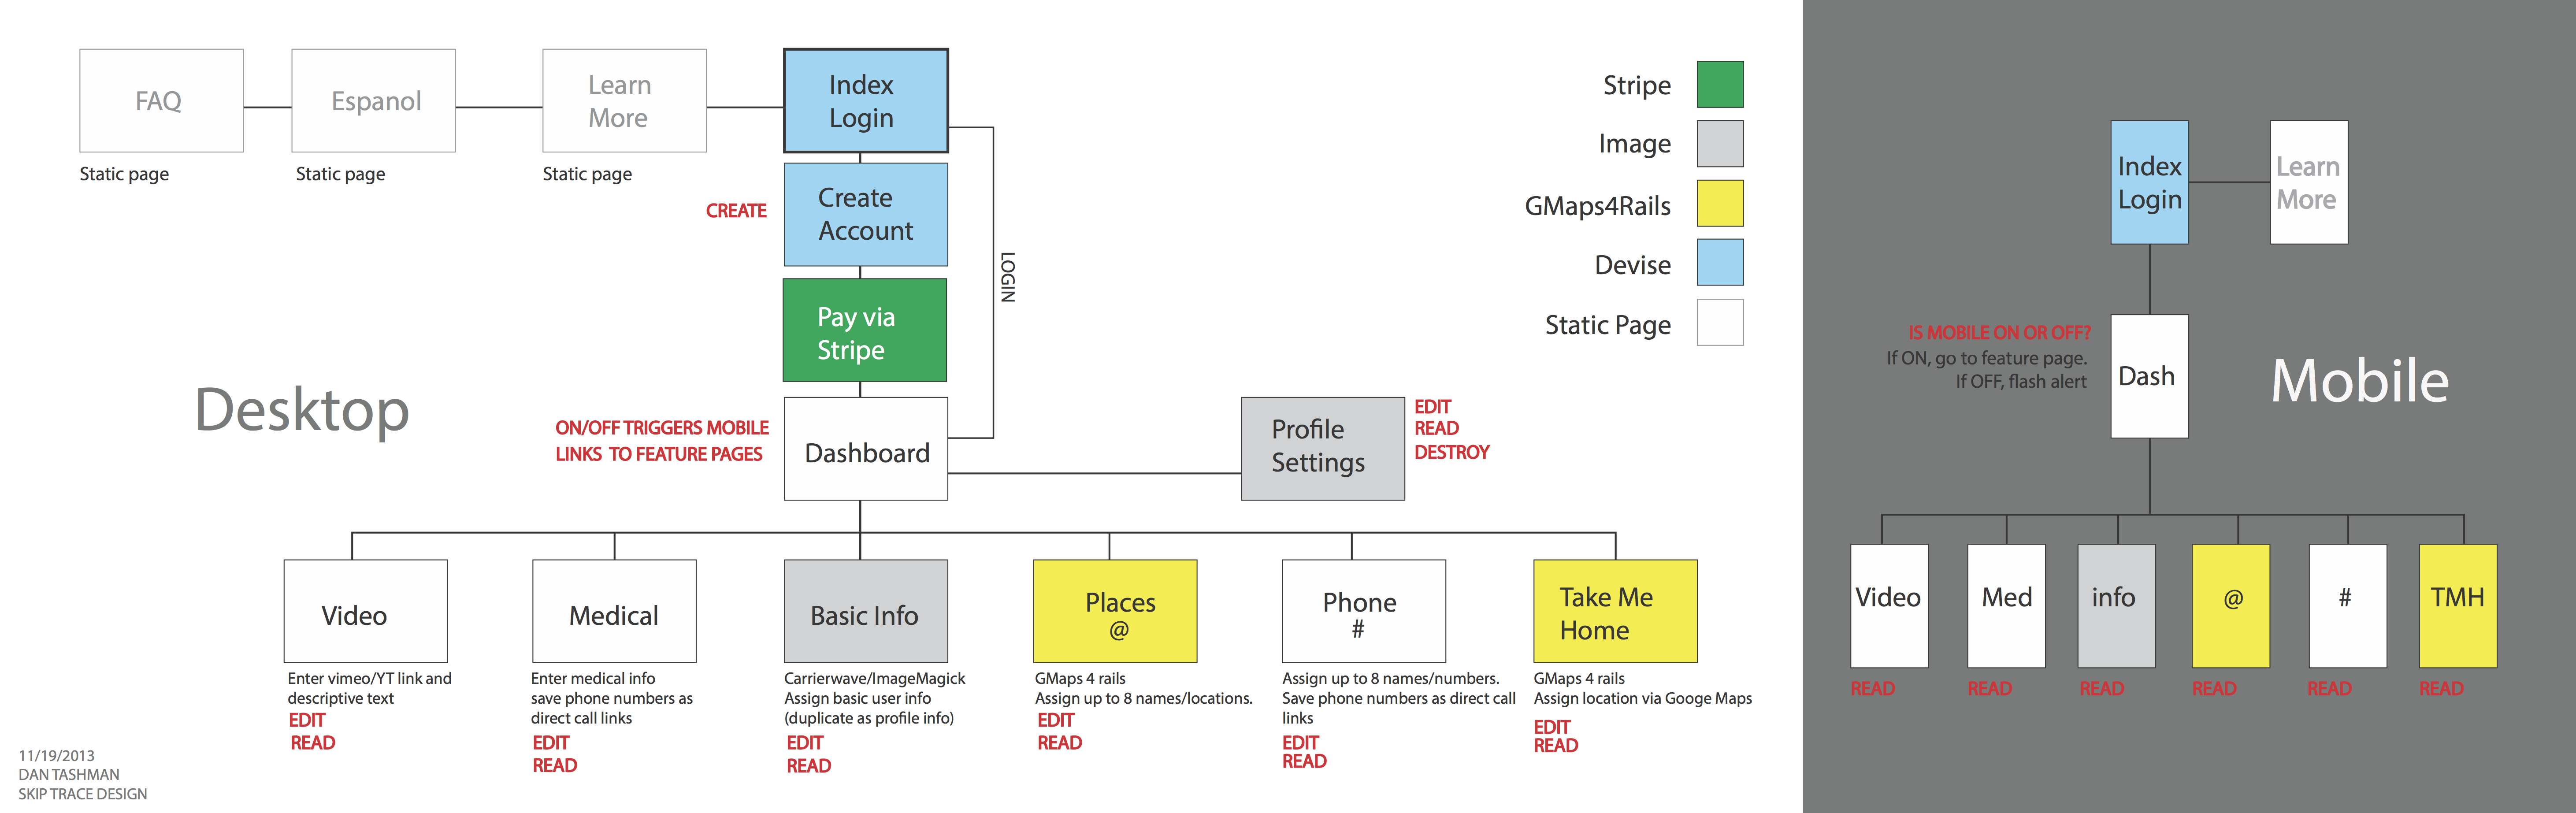 FAQ
Static page
Espanol
Static page
Learn
More
Static page
Index
Login
CREATE
Create
Account
Pay via
Stripe
LOGIN
Desktop
ON/OFF TRIGGERS MOBILE
LINKS TO FEATURE PAGES
Dashboard
Profile
Settings
EDIT
READ
DESTROY
Stripe
Image
GMaps4Rails
Devise
Static Page
Video
Enter vimeo/YT link and
descriptive text
EDIT
READ
Medical
Enter medical info
save phone numbers as
direct call links
EDIT
READ
Basic Info
Carrierwave/ImageMagick
Assign basic user info
(duplicate as profile info)
EDIT
READ
Places
@
GMaps 4 rails
Assign up to 8 names/locations.
EDIT
READ
Phone
#
Assign up to 8 names/numbers.
Save phone numbers as direct call
links
EDIT
READ
Take Me
Home
GMaps 4 rails
Assign location via Googe Maps
EDIT
READ
11/19/2013
DAN TASHMAN
SKIP TRACE DESIGN
Index
Login
Learn
More
IS MOBILE ON OR OFF?
If ON, go to feature page.
If OFF, flash alert
Dash
Mobile
Video
READ
Med
READ
info
READ
@
READ
#
READ
TMH
READ